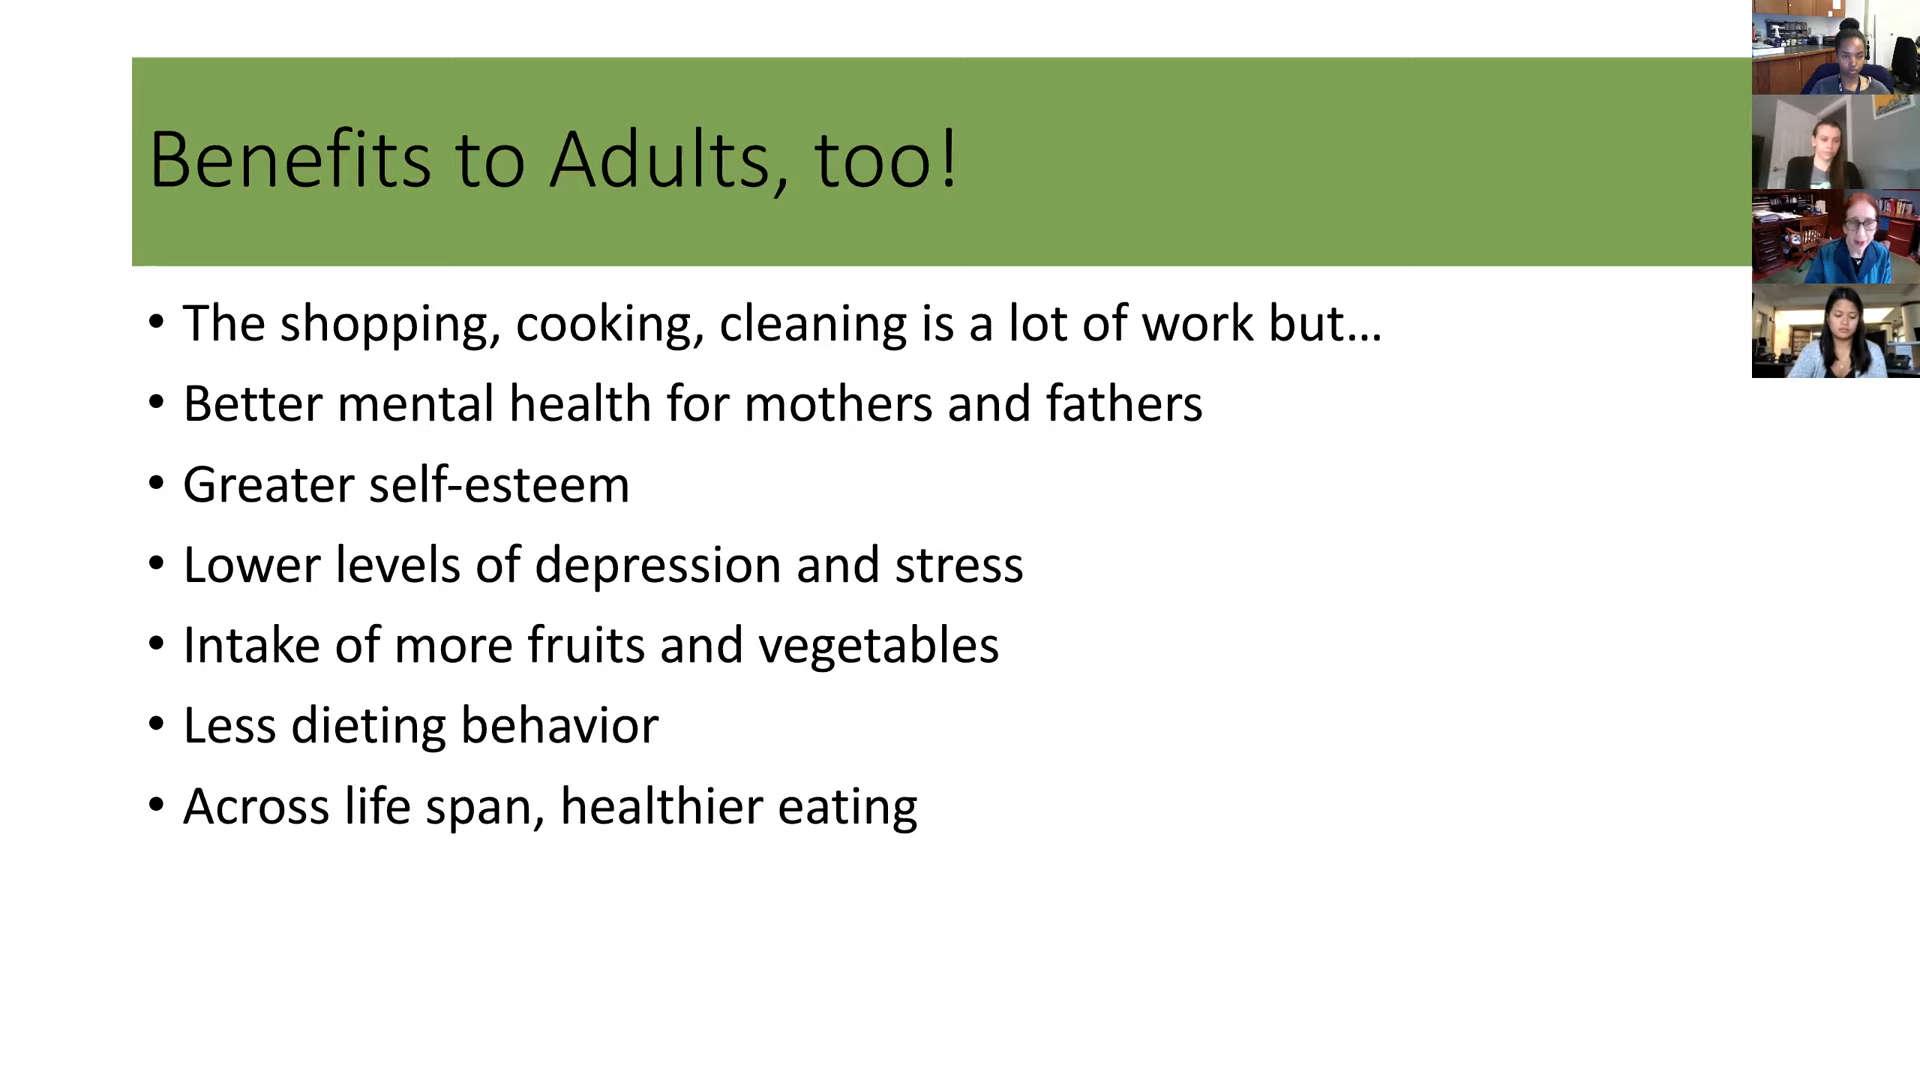 Benefits to Adults, too!
• The shopping, cooking, cleaning is a lot of work but…
• Better mental health for mothers and fathers
• Greater self-esteem
• Lower levels of depression and stress
• Intake of more fruits and vegetables
• Less dieting behavior
• Across life span, healthier eating